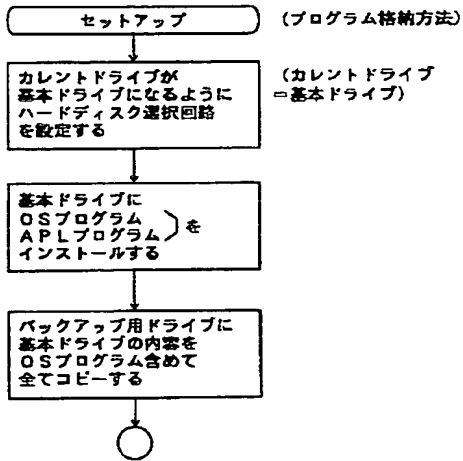 セットアップ
(プログラム格納方法)
カレントドライブが
基本ドライブになるように
ハードディスク選択回路
を設定する
(カレントドライブ
=基本ドライブ)
基本ドライブに
OSプログラム
APLプログラム
を
インストールする
バックアップ用ドライブに
基本ドライブの内容を
OSプログラム含めて
全てコピーする